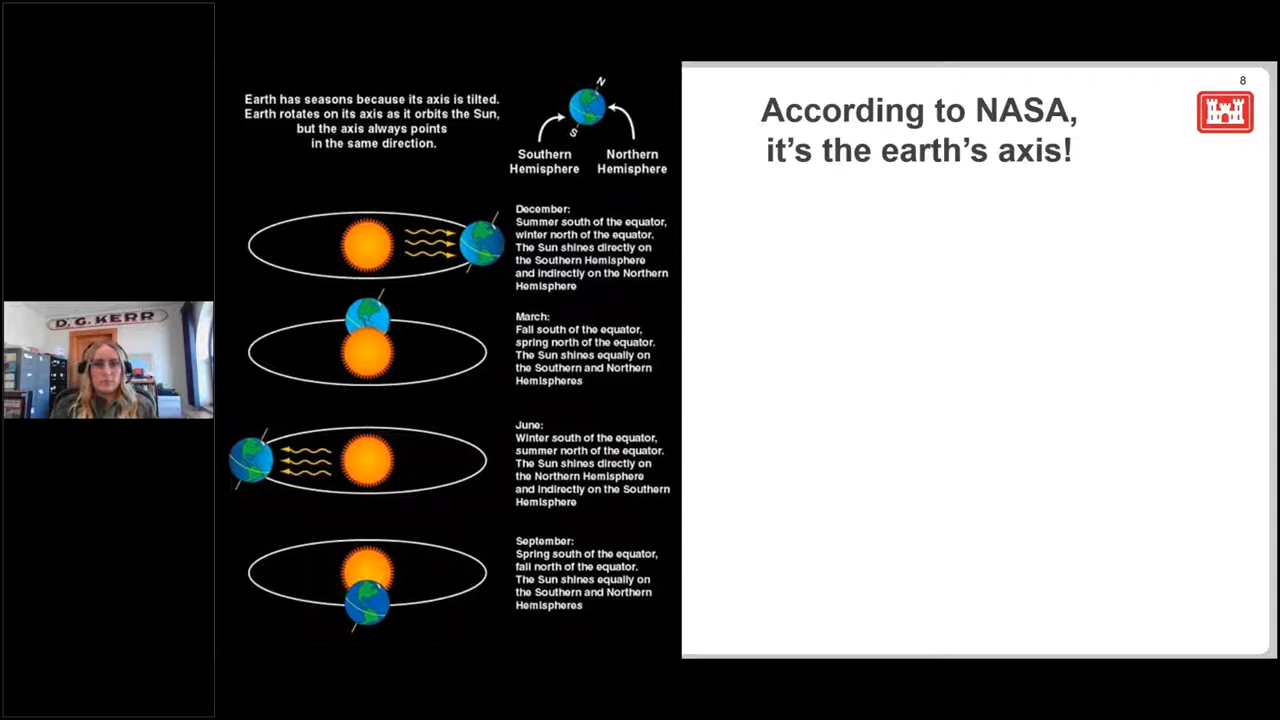 Earth has seasons because its axis is tilted.
Earth rotates on its axis as it orbits the Sun,
but the axis always points
in the same direction.
N
S
Southern
Hemisphere
Northern
Hemisphere
December:
Summer south of the equator,
winter north of the equator.
The Sun shines directly on
the Southern Hemisphere
and indirectly on the Northern
Hemisphere
March:
Fall south of the equator,
spring north of the equator.
The Sun shines equally on
the Southern and Northern
Hemispheres
June:
Winter south of the equator,
summer north of the equator.
The Sun shines directly on
the Northern Hemisphere
and indirectly on the Southern
Hemisphere
September:
Spring south of the equator,
fall north of the equator.
The Sun shines equally on
the Southern and Northern
Hemispheres
8
According to NASA,
it's the earth's axis!
D. G. KERR